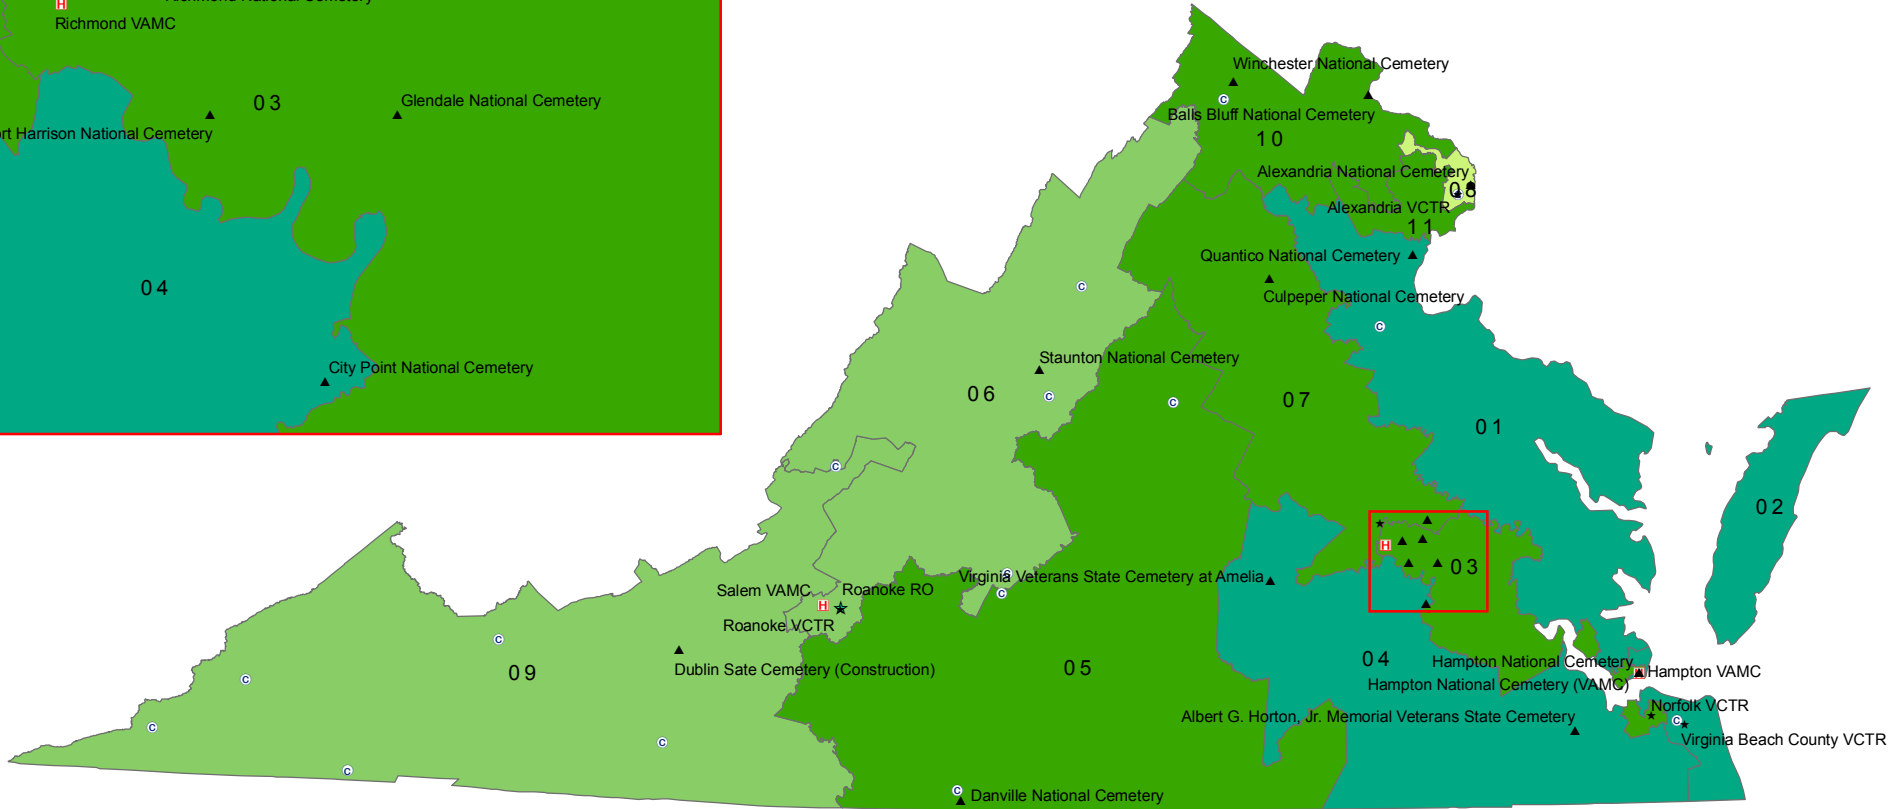 Richmond National Cemetery
H
Richmond VAMC
03
Glendale National Cemetery
rt Harrison National Cemetery
04
City Point National Cemetery
Winchester National Cemetery
C
Balls Bluff National Cemetery
10
Alexandria National Cemetery
08
Alexandria VCTR
11
Quantico National Cemetery
C
Culpeper National Cemetery
C
Staunton National Cemetery
06
C
C
07
01
C
02
H
03
C
Virginia Veterans State Cemetery at Amelia
C
Salem VAMC
H
Roanoke RO
Roanoke VCTR
C
09
Dublin Sate Cemetery (Construction)
05
04
Hampton National Cemetery
Hampton VAMC
Hampton National Cemetery (VAMC)
C
Norfolk VCTR
Albert G. Horton, Jr. Memorial Veterans State Cemetery
C
C
Virginia Beach County VCTR
C
C
C
Danville National Cemetery